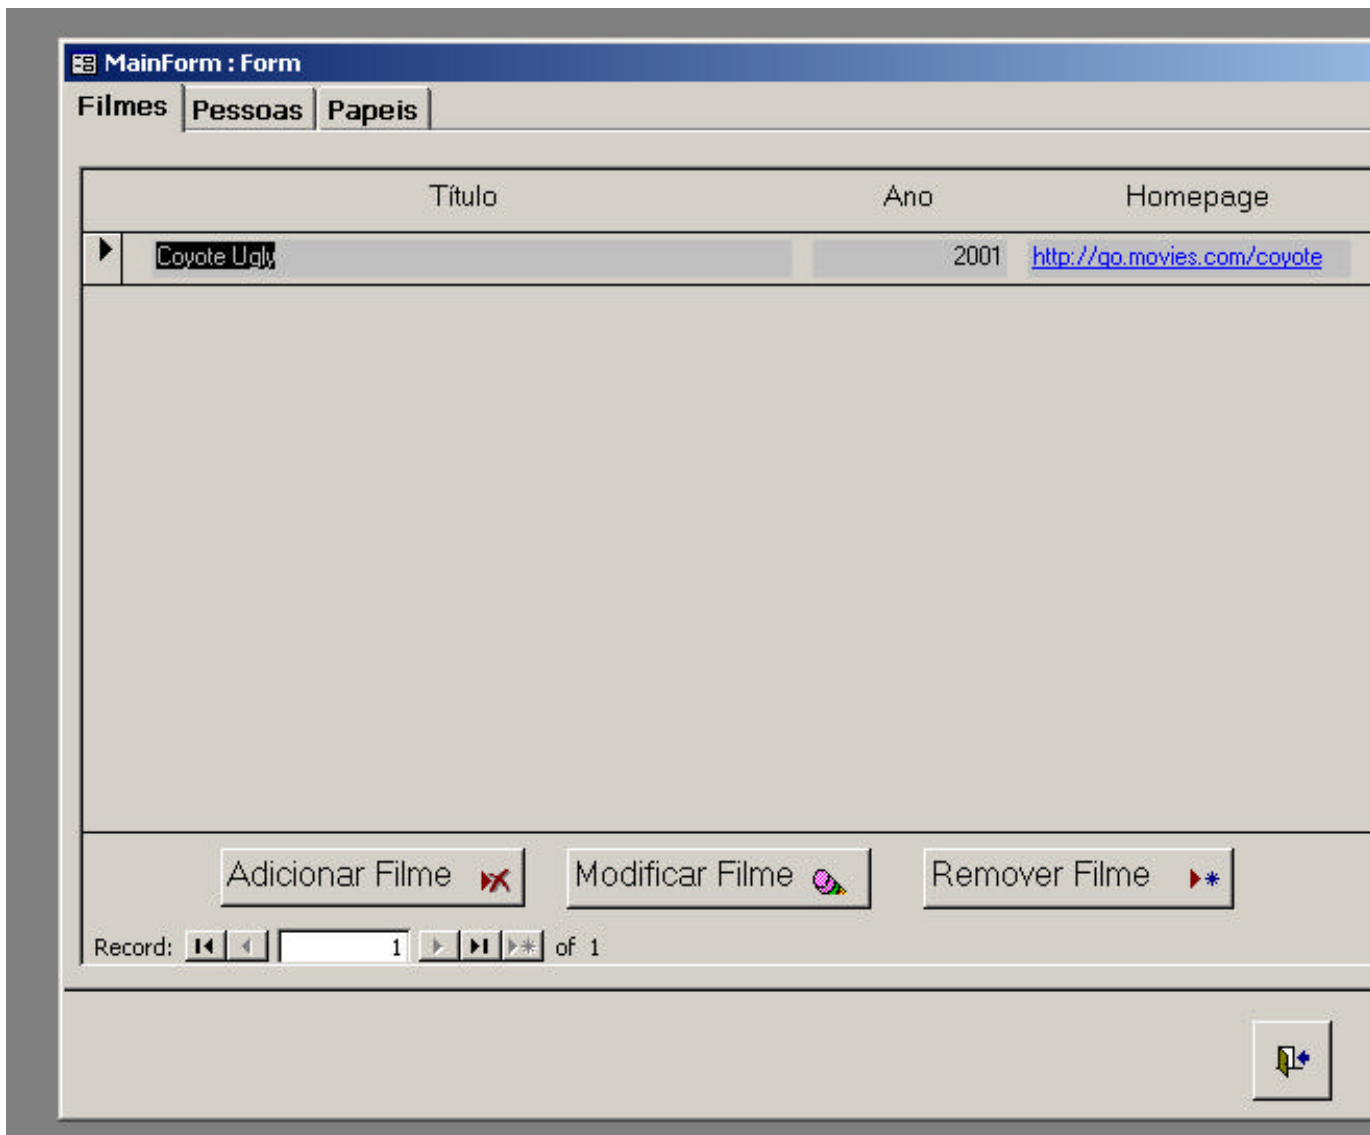 MainForm : Form
Filmes Pessoas Papeis
Título Ano Homepage
Coyote Ugly 2001 http://go.movies.com/coyote
Adicionar Filme Modificar Filme Remover Filme
Record: 1 of 1